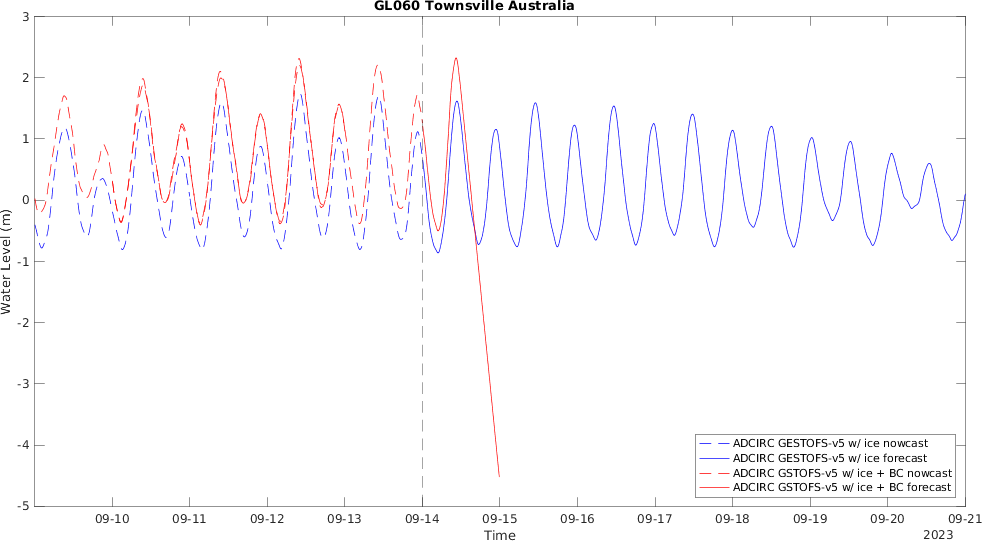 GL060 Townsville Australia
3
2
1
0
-1
-2
-3
-4
-5
Water Level (m)
ADCIRC GESTOFS-v5 w/ ice nowcast
ADCIRC GESTOFS-v5 w/ ice forecast
ADCIRC GSTOFS-v5 w/ ice + BC nowcast
ADCIRC GSTOFS-v5 w/ ice + BC forecast
09-10 09-11 09-12 09-13 09-14 09-15 09-16 09-17 09-18 09-19 09-20 09-21
Time
2023